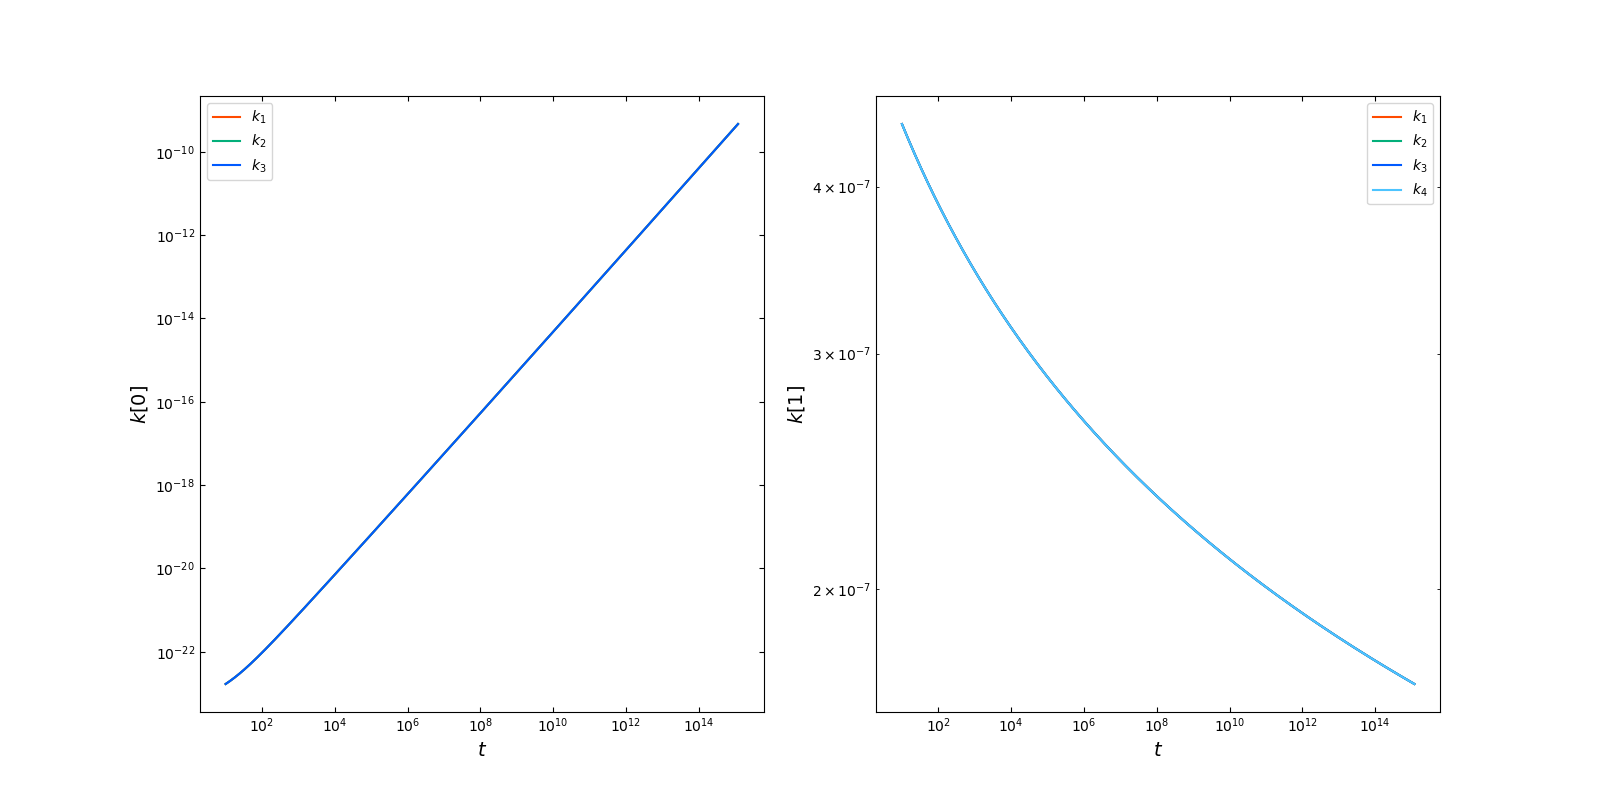 k₁
k₂
k₃
10⁻¹⁰
10⁻¹²
10⁻¹⁴
10⁻¹⁶
10⁻¹⁸
10⁻²⁰
10⁻²²
k[0]
10² 10⁴ 10⁶ 10⁸ 10¹⁰ 10¹² 10¹⁴
t
k₁
k₂
k₃
k₄
4 × 10⁻⁷
3 × 10⁻⁷
2 × 10⁻⁷
k[1]
10² 10⁴ 10⁶ 10⁸ 10¹⁰ 10¹² 10¹⁴
t